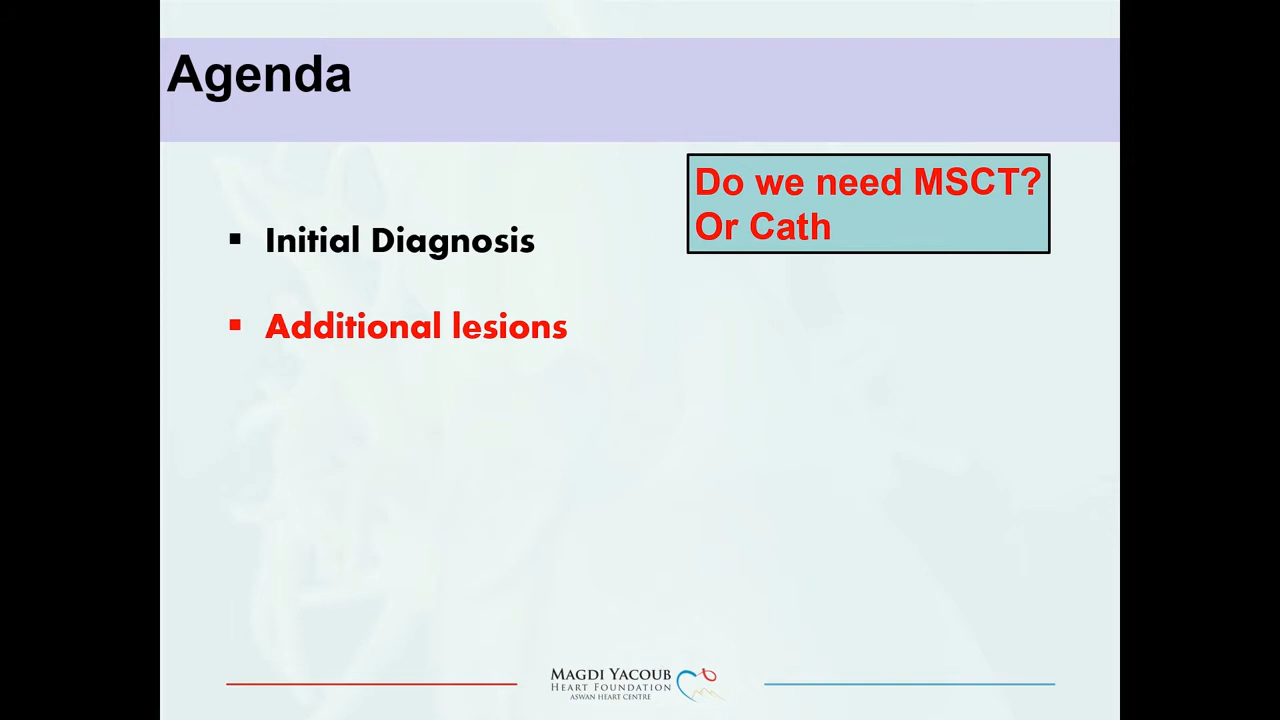 Agenda
Do we need MSCT?
Or Cath
▪ Initial Diagnosis
▪ Additional lesions
MAGDI YACOUB
HEART FOUNDATION
ASWAN HEART CENTRE